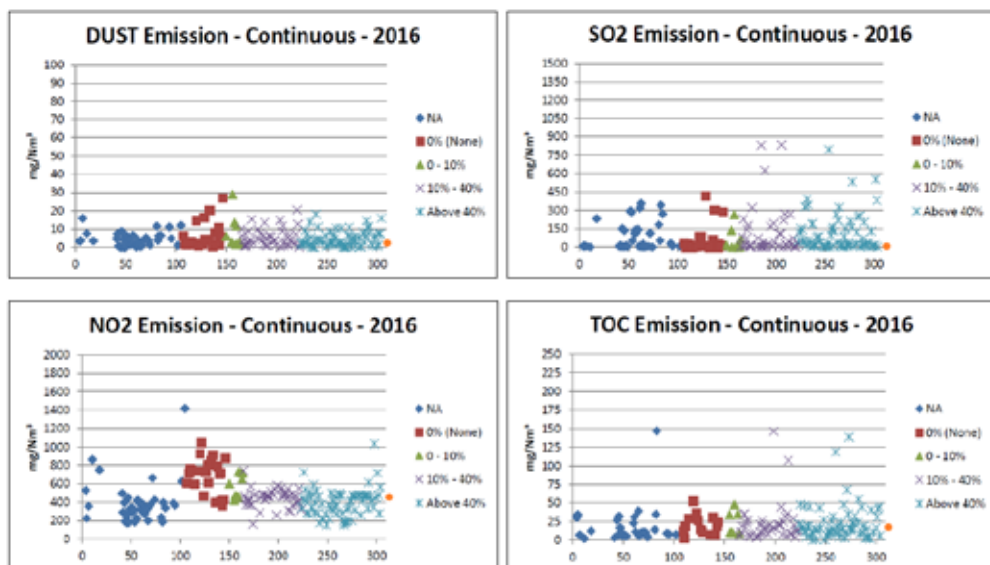 DUST Emission - Continuous - 2016
mg/Nm³
100
90
80
70
60
50
40
30
20
10
0
0 50 100 150 200 250 300
NA
0% (None)
0 - 10%
10% - 40%
Above 40%
SO2 Emission - Continuous - 2016
mg/Nm³
1500
1350
1200
1050
900
750
600
450
300
150
0
0 50 100 150 200 250 300
NA
0% (None)
0 - 10%
10% - 40%
Above 40%
NO2 Emission - Continuous - 2016
mg/Nm³
2000
1800
1600
1400
1200
1000
800
600
400
200
0
0 50 100 150 200 250 300
NA
0% (None)
0 - 10%
10% - 40%
Above 40%
TOC Emission - Continuous - 2016
mg/Nm³
250
225
200
175
150
125
100
75
50
25
0
0 50 100 150 200 250 300
NA
0% (None)
0 - 10%
10% - 40%
Above 40%